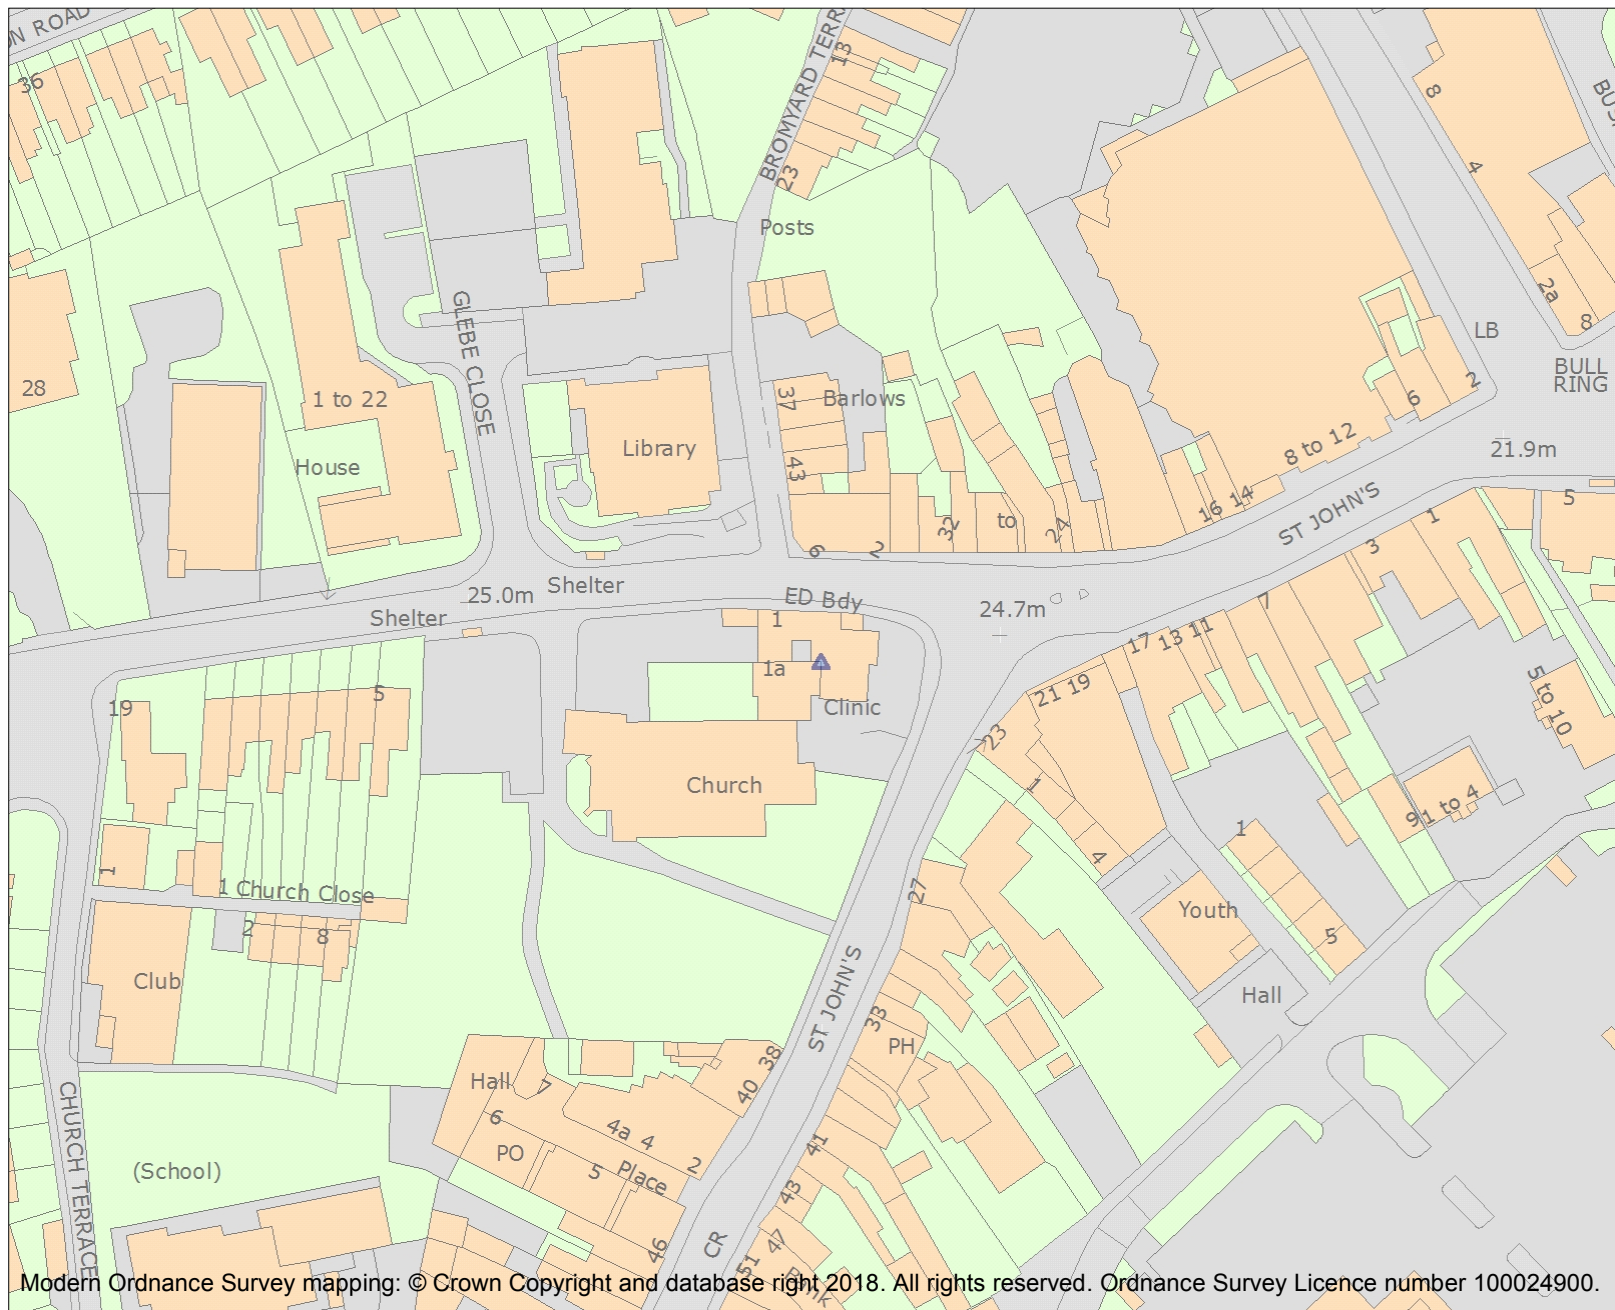 ON ROAD
36
BROMYARD TERR
13
23
Posts
8
4
BUS
2a
8
LB
BULL
RING
GLEBE CLOSE
28
1 to 22
House
Library
37
Barlows
43
2
6
8 to 12
21.9m
16 14
ST JOHN'S
5
32
to
24
6
2
1
3
Shelter
25.0m
Shelter
ED Bdy
24.7m
7
1
1a
Clinic
17 13 11
21 19
23
5 to 10
19
5
Church
1
4
91 to 4
1
1
1 Church Close
2
8
Club
27
Youth
5
Hall
ST JOHN'S
33
PH
38
40
Hall
7
6
4a 4
PO
5
Place
2
41
43
46
CR
47
51
Bank
(School)
CHURCH TERRACE
Modern Ordnance Survey mapping: © Crown Copyright and database right 2018. All rights reserved. Ordnance Survey Licence number 100024900.